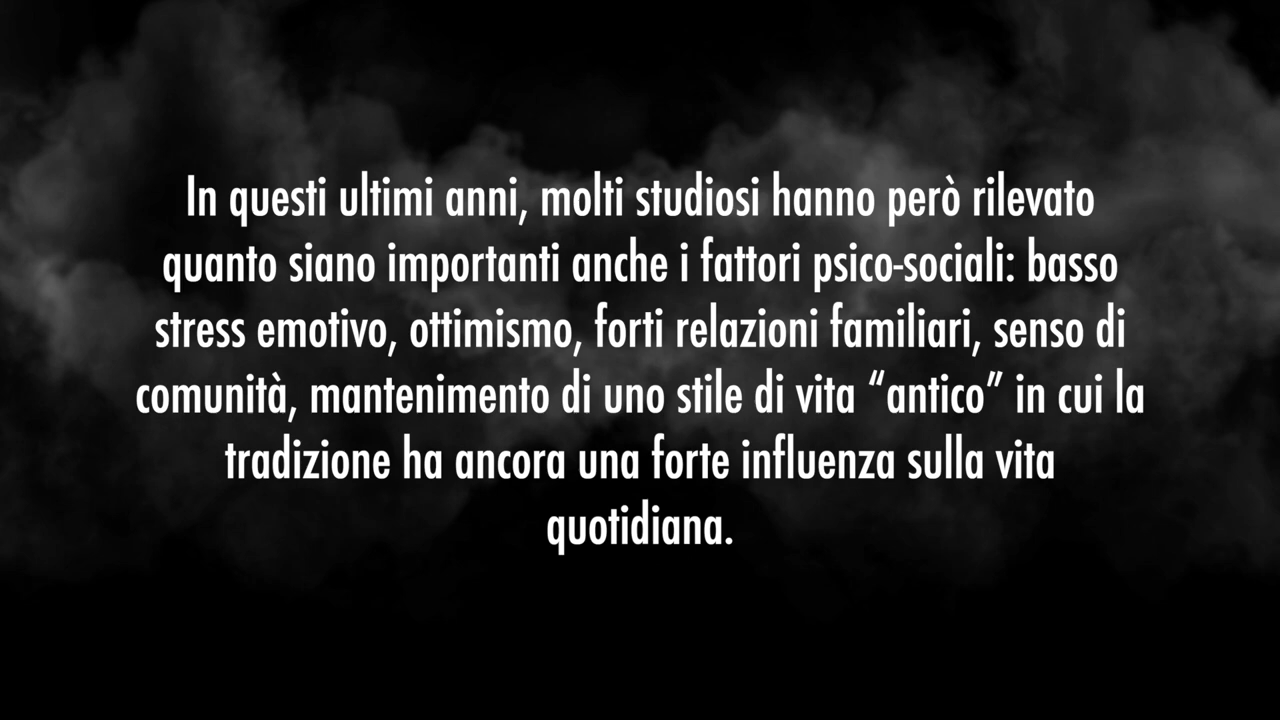 In questi ultimi anni, molti studiosi hanno però rilevato
quanto siano importanti anche i fattori psico-sociali: basso
stress emotivo, ottimismo, forti relazioni familiari, senso di
comunità, mantenimento di uno stile di vita “antico” in cui la
tradizione ha ancora una forte influenza sulla vita
quotidiana.